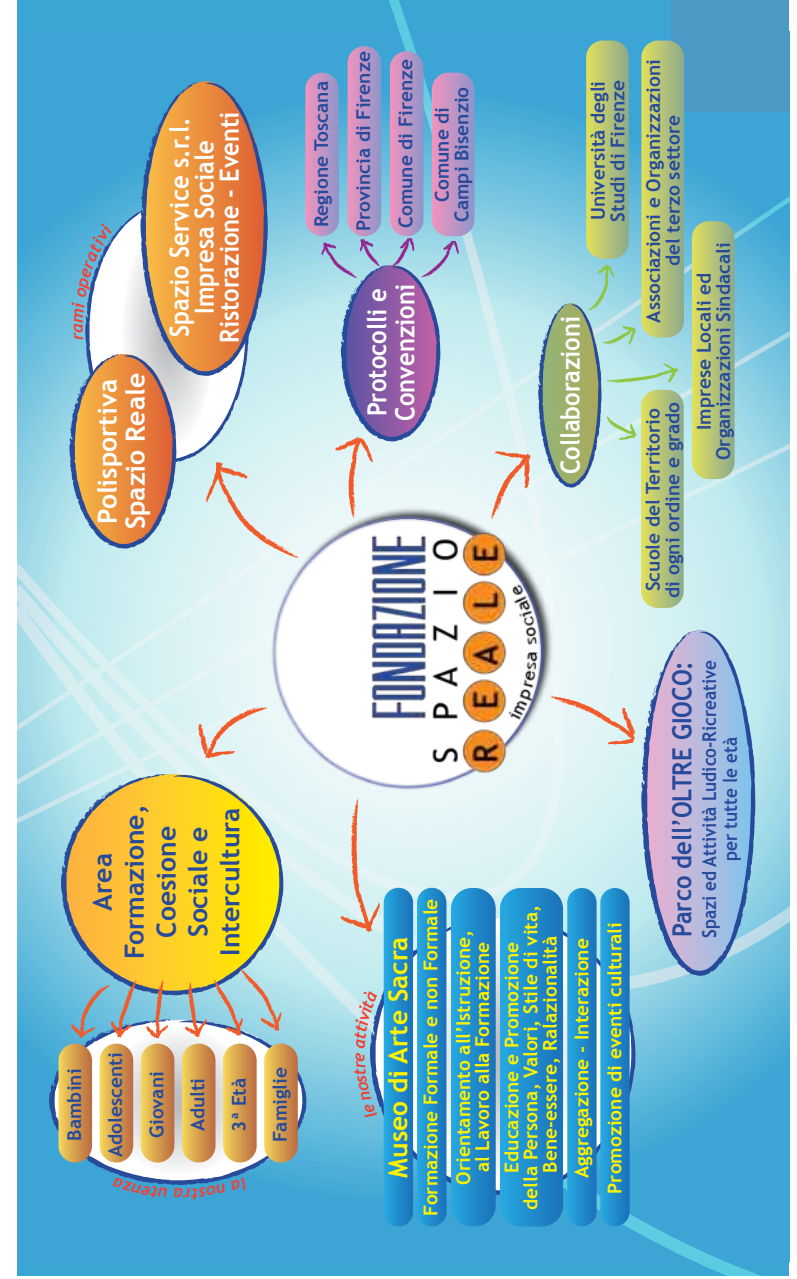 FONDAZIONE
SPAZIO
REALE
impresa sociale
Area
Formazione,
Coesione
Sociale e
Intercultura
Bambini
Adolescenti
Giovani
Adulti
3ª Età
Famiglie
la nostra utenza
rami operativi
Polisportiva
Spazio Reale
Spazio Service s.r.l.
Impresa Sociale
Ristorazione - Eventi
Protocolli e
Convenzioni
Regione Toscana
Provincia di Firenze
Comune di Firenze
Comune di
Campi Bisenzio
Collaborazioni
Università degli
Studi di Firenze
Associazioni e Organizzazioni
del terzo settore
Imprese Locali ed
Organizzazioni Sindacali
Scuole del Territorio
di ogni ordine e grado
le nostre attività
Museo di Arte Sacra
Formazione Formale e non Formale
Orientamento all'Istruzione,
al Lavoro alla Formazione
Educazione e Promozione
della Persona, Valori, Stile di vita,
Bene-essere, Ralazionalità
Aggregazione - Interazione
Promozione di eventi culturali
Parco dell'OLTRE GIOCO:
Spazi ed Attività Ludico-Ricreative
per tutte le età